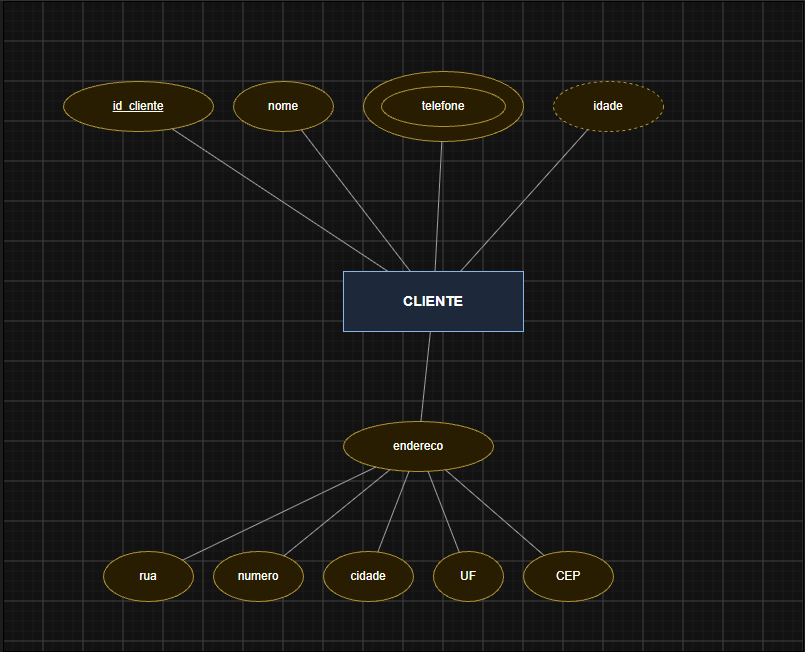 id_cliente
nome
telefone
idade
CLIENTE
endereco
rua
numero
cidade
UF
CEP